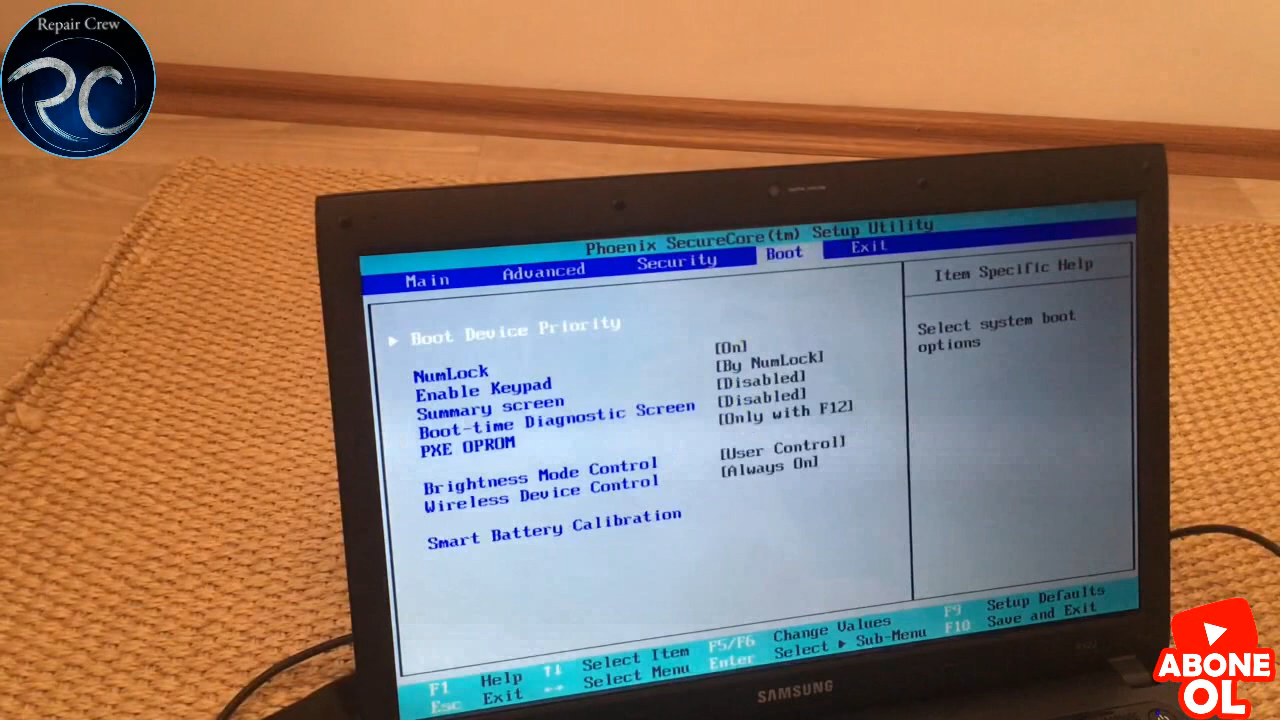 Repair Crew
RC
Phoenix SecureCore(tm) Setup Utility
Main Advanced Security Boot Exit
Item Specific Help
▶ Boot Device Priority
Select system boot
options
NumLock [On]
Enable Keypad [By NumLock]
Summary screen [Disabled]
Boot-time Diagnostic Screen [Disabled]
PXE OPROM [Only with F12]
Brightness Mode Control [User Control]
Wireless Device Control [Always On]
Smart Battery Calibration
F1 Help ↑↓ Select Item F5/F6 Change Values F9 Setup Defaults
Esc Exit ←→ Select Menu Enter Select ▶ Sub-Menu F10 Save and Exit
SAMSUNG
ABONE
OL